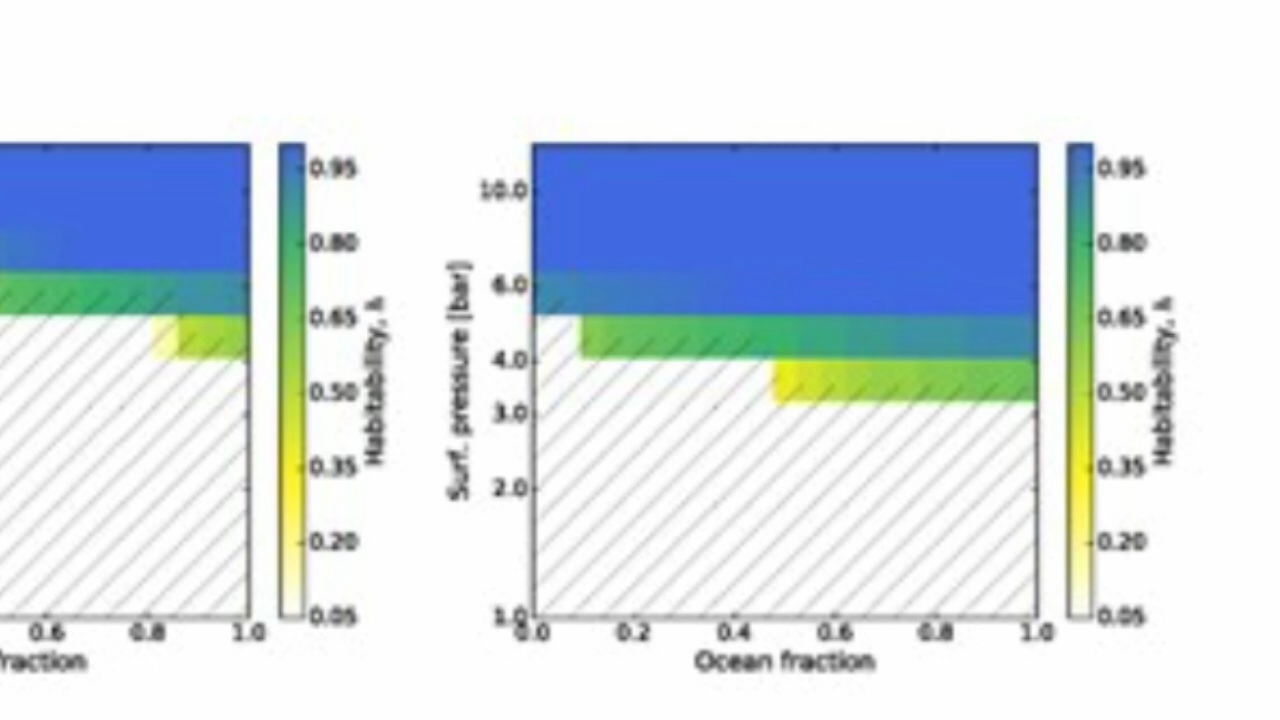 0.95
0.80
0.65
0.50
0.35
0.20
0.05
Habitability, h
0.6 0.8 1.0
fraction
10.0
6.0
4.0
3.0
2.0
1.0
Surf. pressure [bar]
0.0 0.2 0.4 0.6 0.8 1.0
Ocean fraction
0.95
0.80
0.65
0.50
0.35
0.20
0.05
Habitability, h